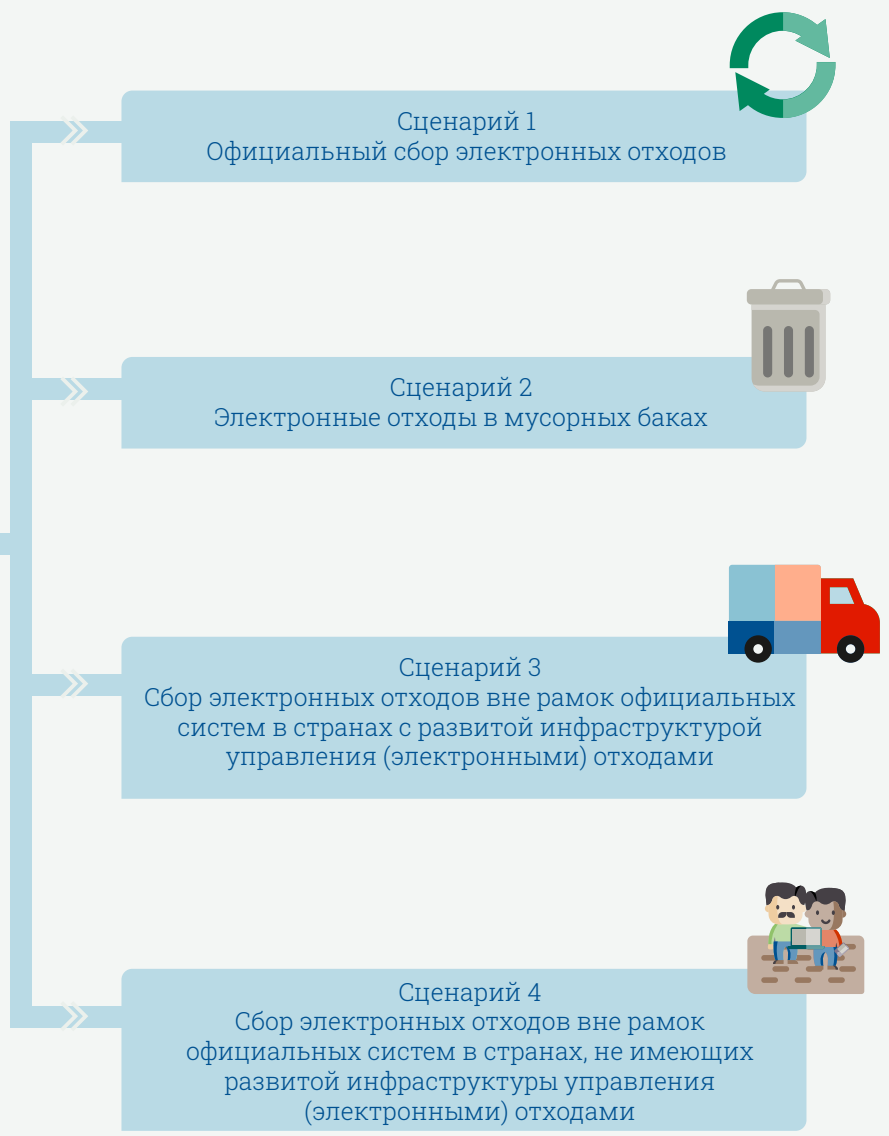 Сценарий 1
Официальный сбор электронных отходов
Сценарий 2
Электронные отходы в мусорных баках
Сценарий 3
Сбор электронных отходов вне рамок официальных
систем в странах с развитой инфраструктурой
управления (электронными) отходами
Сценарий 4
Сбор электронных отходов вне рамок
официальных систем в странах, не имеющих
развитой инфраструктуры управления
(электронными) отходами